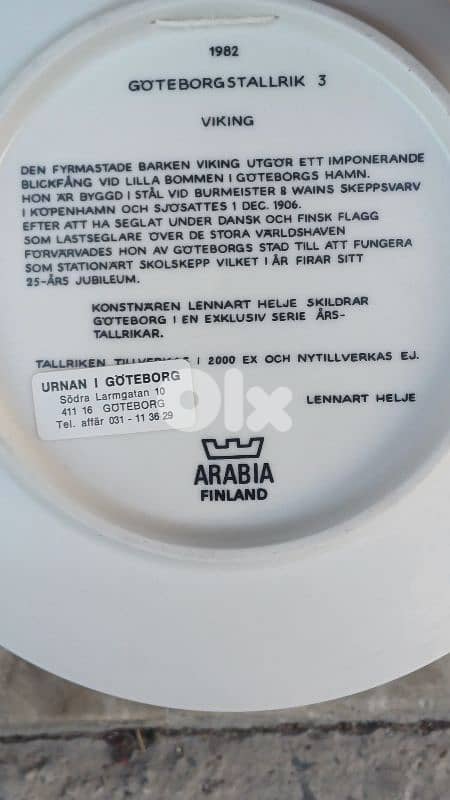 1982
GÖTEBORGSTALLRIK 3
VIKING
DEN FYRMASTADE BARKEN VIKING UTGÖR ETT IMPONERANDE
BLICKFÅNG VID LILLA BOMMEN I GÖTEBORGS HAMN.
HON ÄR BYGGD I STÅL VID BURMEISTER & WAINS SKEPPSVARV
I KÖPENHAMN OCH SJÖSATTES 1 DEC. 1906.
EFTER ATT HA SEGLAT UNDER DANSK OCH FINSK FLAGG
SOM LASTSEGLARE ÖVER DE STORA VÄRLDSHAVEN
FÖRVÄRVADES HON AV GÖTEBORGS STAD TILL ATT FUNGERA
SOM STATIONÄRT SKOLSKEPP VILKET I ÅR FIRAR SITT
25-ÅRS JUBILEUM.
KONSTNÄREN LENNART HELJE SKILDRAR
GÖTEBORG I EN EXKLUSIV SERIE ÅRS-
TALLRIKAR.
TALLRIKEN TILLVERKAS I 2000 EX OCH NYTILLVERKAS EJ.
URNAN I GÖTEBORG
Södra Larmgatan 10
411 16 GÖTEBORG
Tel. affär 031 - 11 36 29
OLX
LENNART HELJE
ARABIA
FINLAND